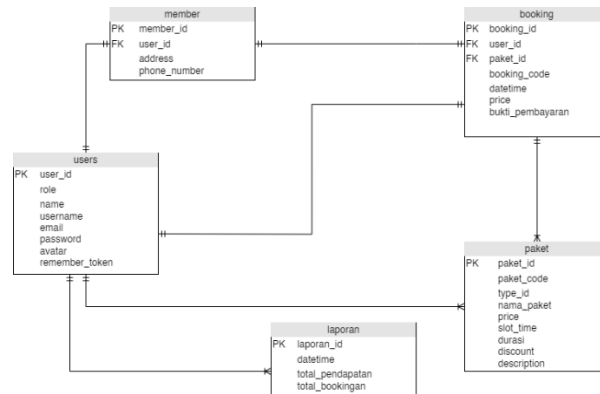 member
PK member_id
FK user_id
address
phone_number
booking
PK booking_id
FK user_id
FK paket_id
booking_code
datetime
price
bukti_pembayaran
users
PK user_id
role
name
username
email
password
avatar
remember_token
paket
PK paket_id
paket_code
type_id
nama_paket
price
slot_time
durasi
discount
description
laporan
PK laporan_id
datetime
total_pendapatan
total_bookingan